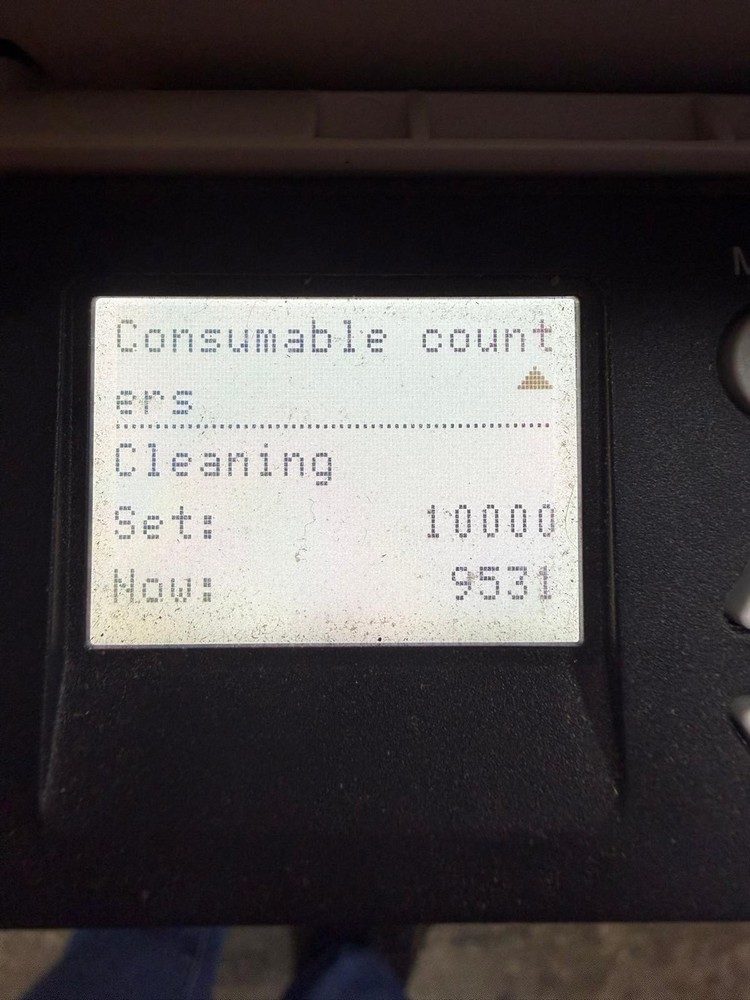 Consumable count
ers
Cleaning
Set: 10000
Now: 9531
M